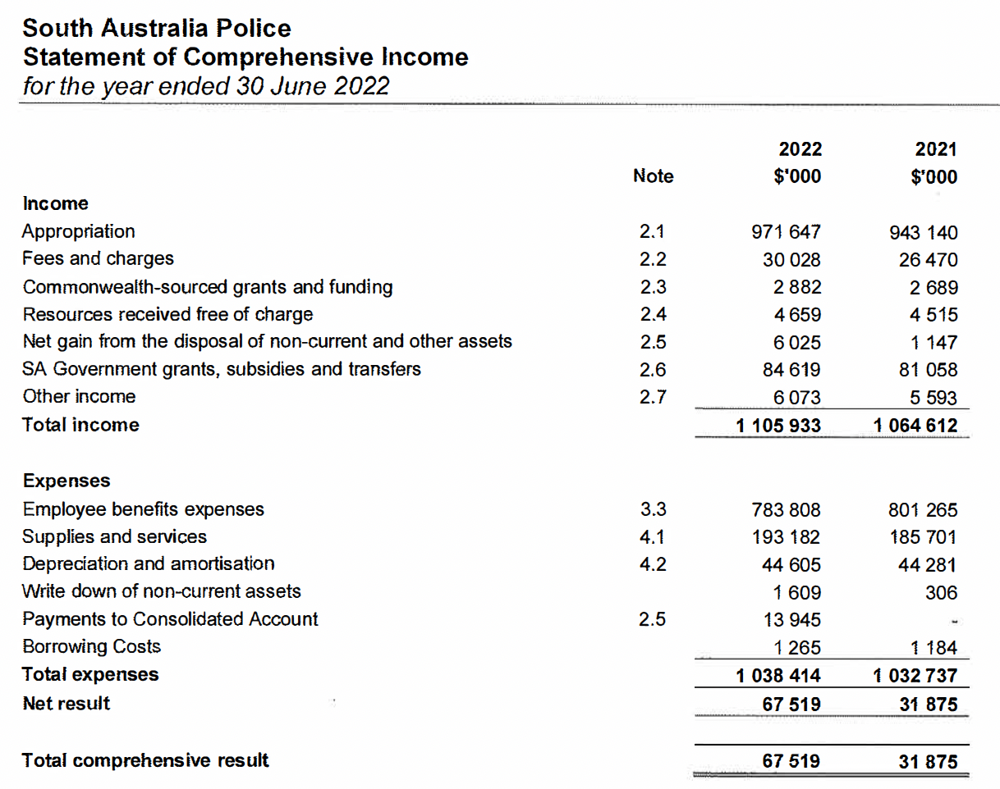 South Australia Police
Statement of Comprehensive Income
for the year ended 30 June 2022
2022 2021
Note $'000 $'000
Income
Appropriation 2.1 971 647 943 140
Fees and charges 2.2 30 028 26 470
Commonwealth-sourced grants and funding 2.3 2 882 2 689
Resources received free of charge 2.4 4 659 4 515
Net gain from the disposal of non-current and other assets 2.5 6 025 1 147
SA Government grants, subsidies and transfers 2.6 84 619 81 058
Other income 2.7 6 073 5 593
Total income 1 105 933 1 064 612
Expenses
Employee benefits expenses 3.3 783 808 801 265
Supplies and services 4.1 193 182 185 701
Depreciation and amortisation 4.2 44 605 44 281
Write down of non-current assets 1 609 306
Payments to Consolidated Account 2.5 13 945 -
Borrowing Costs 1 265 1 184
Total expenses 1 038 414 1 032 737
Net result 67 519 31 875
Total comprehensive result 67 519 31 875